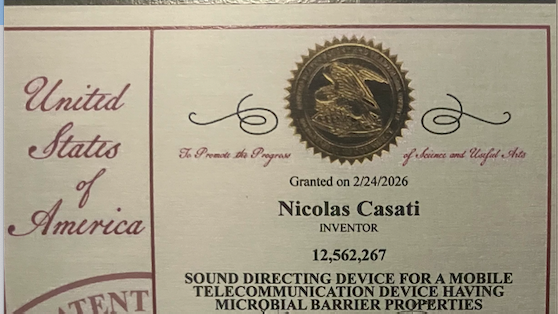 United
States
of
America
To Promote the Progress
of Science and Useful Arts
Granted on 2/24/2026
Nicolas Casati
INVENTOR
12,562,267
SOUND DIRECTING DEVICE FOR A MOBILE
TELECOMMUNICATION DEVICE HAVING
MICROBIAL BARRIER PROPERTIES
PATENT